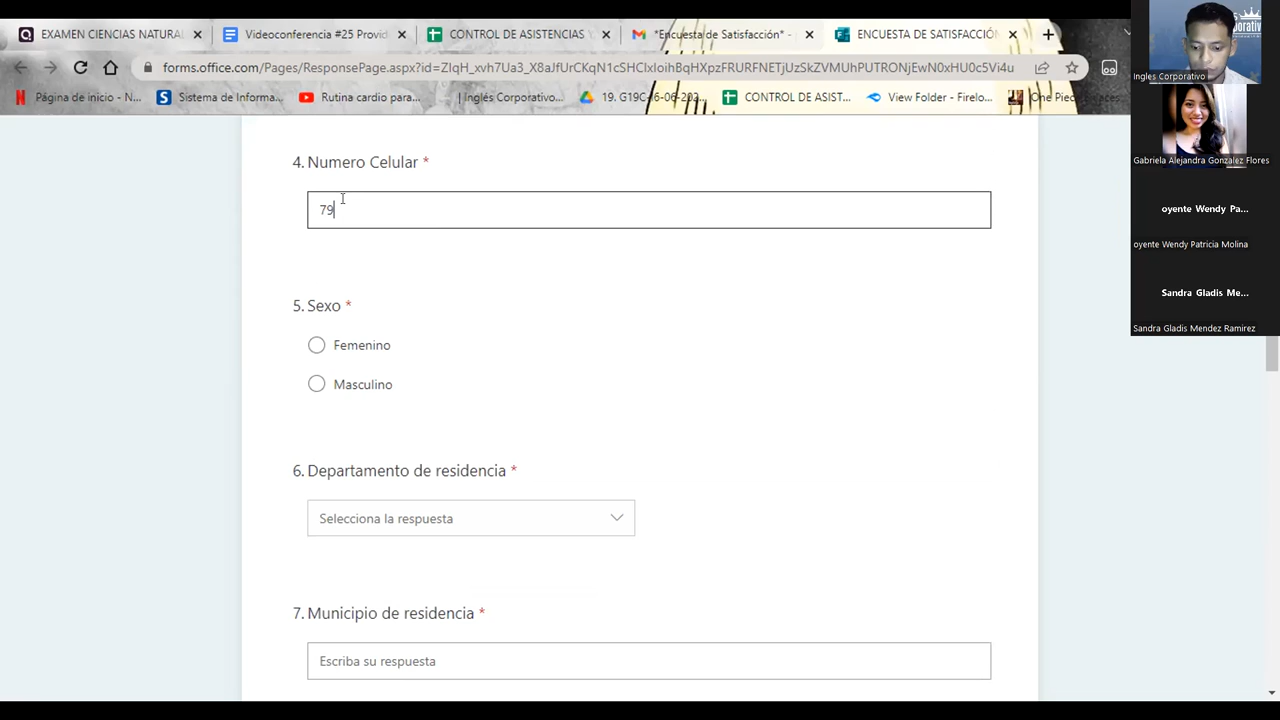 EXAMEN CIENCIAS NATURAL
Videoconferencia #25 Provid
CONTROL DE ASISTENCIAS Y
*Encuesta de Satisfacción* -
ENCUESTA DE SATISFACCIÓN
forms.office.com/Pages/ResponsePage.aspx?id=ZIqH_xvh7Ua3_X8aJfUrCKqN1cSHClxIoihBqHXpzFRURFNETjUzSkZVMUhPUTRONjEwN0xHU0c5Vi4u
Página de inicio - N...
Sistema de Informa...
Rutina cardio para...
| Inglés Corporativo...
CONTROL DE ASIST...
View Folder - Firelo...
Ingles Corporativo
Gabriela Alejandra Gonzalez Flores
oyente Wendy Pa...
oyente Wendy Patricia Molina
Sandra Gladis Me...
Sandra Gladis Mendez Ramirez
4. Numero Celular *
79
5. Sexo *
Femenino
Masculino
6. Departamento de residencia *
Selecciona la respuesta
7. Municipio de residencia *
Escriba su respuesta